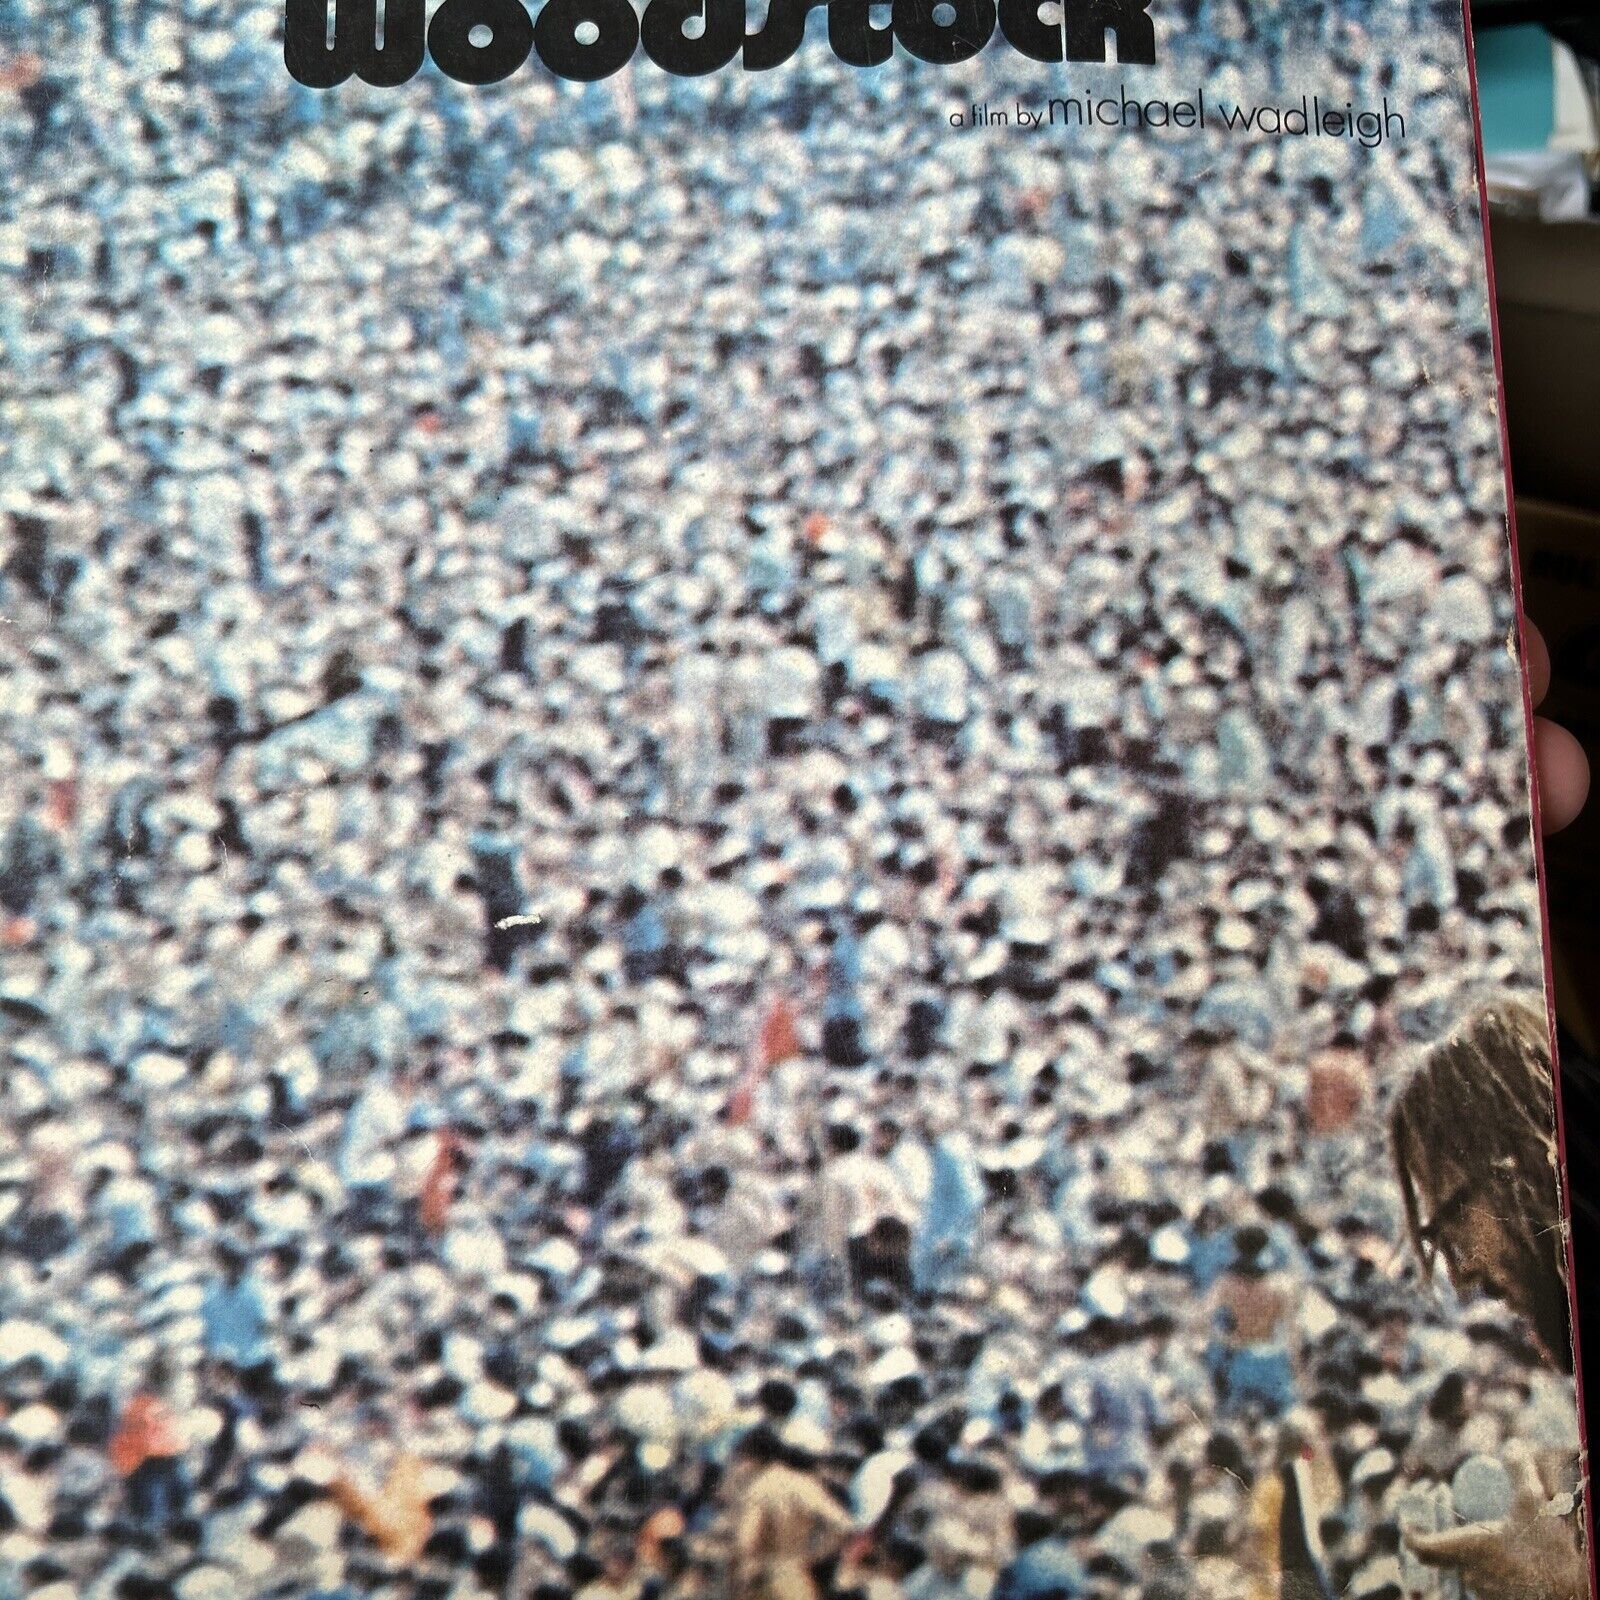 woodstock
a film by michael wadleigh